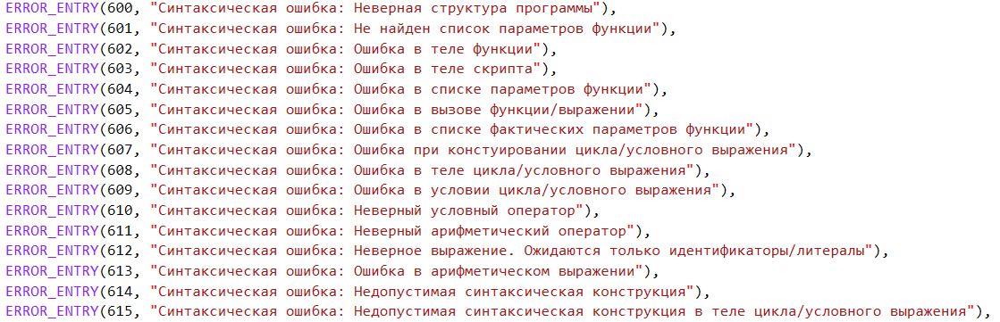 ERROR_ENTRY(600, "Синтаксическая ошибка: Неверная структура программы"),
ERROR_ENTRY(601, "Синтаксическая ошибка: Не найден список параметров функции"),
ERROR_ENTRY(602, "Синтаксическая ошибка: Ошибка в теле функции"),
ERROR_ENTRY(603, "Синтаксическая ошибка: Ошибка в теле скрипта"),
ERROR_ENTRY(604, "Синтаксическая ошибка: Ошибка в списке параметров функции"),
ERROR_ENTRY(605, "Синтаксическая ошибка: Ошибка в вызове функции/выражении"),
ERROR_ENTRY(606, "Синтаксическая ошибка: Ошибка в списке фактических параметров функции"),
ERROR_ENTRY(607, "Синтаксическая ошибка: Ошибка при констуировании цикла/условного выражения"),
ERROR_ENTRY(608, "Синтаксическая ошибка: Ошибка в теле цикла/условного выражения"),
ERROR_ENTRY(609, "Синтаксическая ошибка: Ошибка в условии цикла/условного выражения"),
ERROR_ENTRY(610, "Синтаксическая ошибка: Неверный условный оператор"),
ERROR_ENTRY(611, "Синтаксическая ошибка: Неверный арифметический оператор"),
ERROR_ENTRY(612, "Синтаксическая ошибка: Неверное выражение. Ожидаются только идентификаторы/литералы"),
ERROR_ENTRY(613, "Синтаксическая ошибка: Ошибка в арифметическом выражении"),
ERROR_ENTRY(614, "Синтаксическая ошибка: Недопустимая синтаксическая конструкция"),
ERROR_ENTRY(615, "Синтаксическая ошибка: Недопустимая синтаксическая конструкция в теле цикла/условного выражения"),